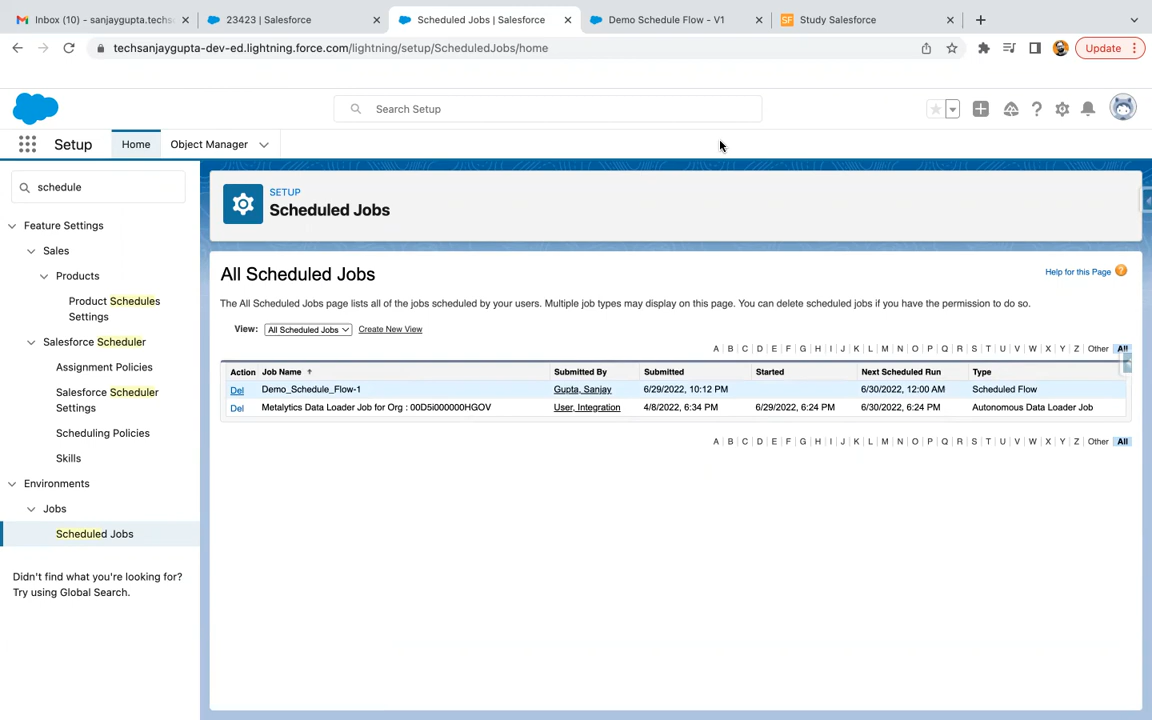 Inbox (10) - sanjaygupta.techsc
23423 | Salesforce
Scheduled Jobs | Salesforce
Demo Schedule Flow - V1
SF
Study Salesforce
techsanjaygupta-dev-ed.lightning.force.com/lightning/setup/ScheduledJobs/home
Update
Search Setup
Setup
Home
Object Manager
schedule
Feature Settings
Sales
Products
Product Schedules
Settings
Salesforce Scheduler
Assignment Policies
Salesforce Scheduler
Settings
Scheduling Policies
Skills
Environments
Jobs
Scheduled Jobs
Didn't find what you're looking for?
Try using Global Search.
SETUP
Scheduled Jobs
All Scheduled Jobs
Help for this Page ?
The All Scheduled Jobs page lists all of the jobs scheduled by your users. Multiple job types may display on this page. You can delete scheduled jobs if you have the permission to do so.
View: All Scheduled Jobs Create New View
A | B | C | D | E | F | G | H | I | J | K | L | M | N | O | P | Q | R | S | T | U | V | W | X | Y | Z | Other All
Action Job Name ↑ Submitted By Submitted Started Next Scheduled Run Type
Del Demo_Schedule_Flow-1 Gupta, Sanjay 6/29/2022, 10:12 PM 6/30/2022, 12:00 AM Scheduled Flow
Del Metalytics Data Loader Job for Org : 00D5i000000HGOV User, Integration 4/8/2022, 6:34 PM 6/29/2022, 6:24 PM 6/30/2022, 6:24 PM Autonomous Data Loader Job
A | B | C | D | E | F | G | H | I | J | K | L | M | N | O | P | Q | R | S | T | U | V | W | X | Y | Z | Other All